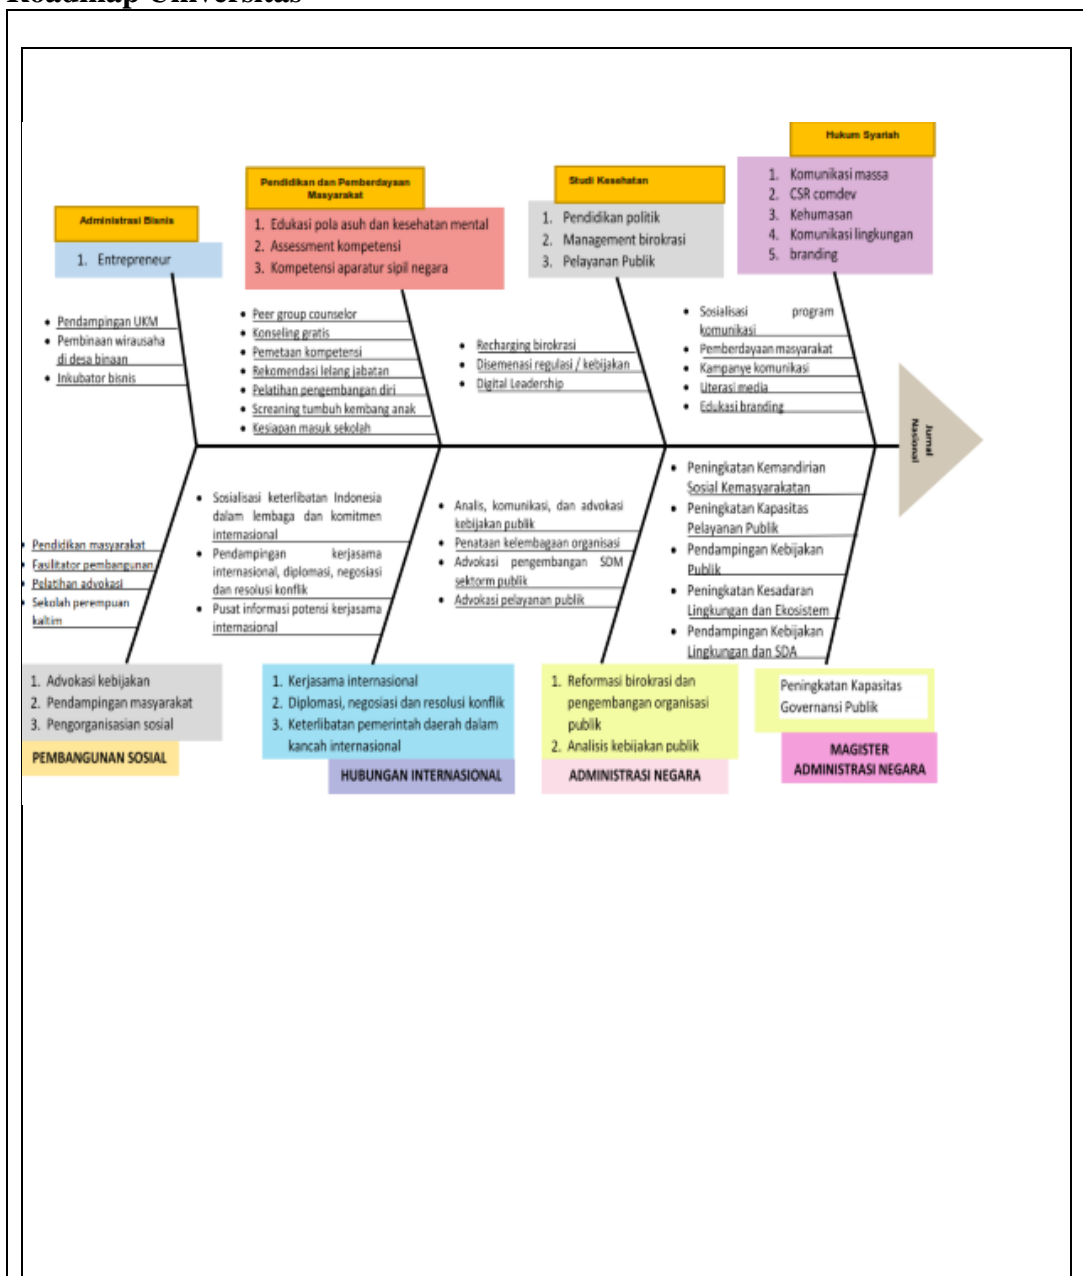 Roadmap Universitas
Hukum Syariah
1. Komunikasi massa
2. CSR comdev
3. Kehumasan
4. Komunikasi lingkungan
5. branding
Pendidikan dan Pemberdayaan
Masyarakat
1. Edukasi pola asuh dan kesehatan mental
2. Assessment kompetensi
3. Kompetensi aparatur sipil negara
Studi Kesehatan
1. Pendidikan politik
2. Management birokrasi
3. Pelayanan Publik
Administrasi Bisnis
1. Entrepreneur
• Pendampingan UKM
• Pembinaan wirausaha
di desa binaan
• Inkubator bisnis
• Peer group counselor
• Konseling gratis
• Pemetaan kompetensi
• Rekomendasi lelang jabatan
• Pelatihan pengembangan diri
• Screaning tumbuh kembang anak
• Kesiapan masuk sekolah
• Recharging birokrasi
• Disemenasi regulasi / kebijakan
• Digital Leadership
• Sosialisasi program
komunikasi
• Pemberdayaan masyarakat
• Kampanye komunikasi
• Literasi media
• Edukasi branding
Jurnal
Nasional
• Pendidikan masyarakat
• Fasilitator pembangunan
• Pelatihan advokasi
• Sekolah perempuan
kaltim
• Sosialisasi keterlibatan Indonesia
dalam lembaga dan komitmen
internasional
• Pendampingan kerjasama
internasional, diplomasi, negosiasi
dan resolusi konflik
• Pusat informasi potensi kerjasama
internasional
• Analis, komunikasi, dan advokasi
kebijakan publik
• Penataan kelembagaan organisasi
• Advokasi pengembangan SDM
sektorm publik
• Advokasi pelayanan publik
• Peningkatan Kemandirian
Sosial Kemasyarakatan
• Peningkatan Kapasitas
Pelayanan Publik
• Pendampingan Kebijakan
Publik
• Peningkatan Kesadaran
Lingkungan dan Ekosistem
• Pendampingan Kebijakan
Lingkungan dan SDA
1. Advokasi kebijakan
2. Pendampingan masyarakat
3. Pengorganisasian sosial
PEMBANGUNAN SOSIAL
1. Kerjasama internasional
2. Diplomasi, negosiasi dan resolusi konflik
3. Keterlibatan pemerintah daerah dalam
kancah internasional
HUBUNGAN INTERNASIONAL
1. Reformasi birokrasi dan
pengembangan organisasi
publik
2. Analisis kebijakan publik
ADMINISTRASI NEGARA
Peningkatan Kapasitas
Governansi Publik
MAGISTER
ADMINISTRASI NEGARA